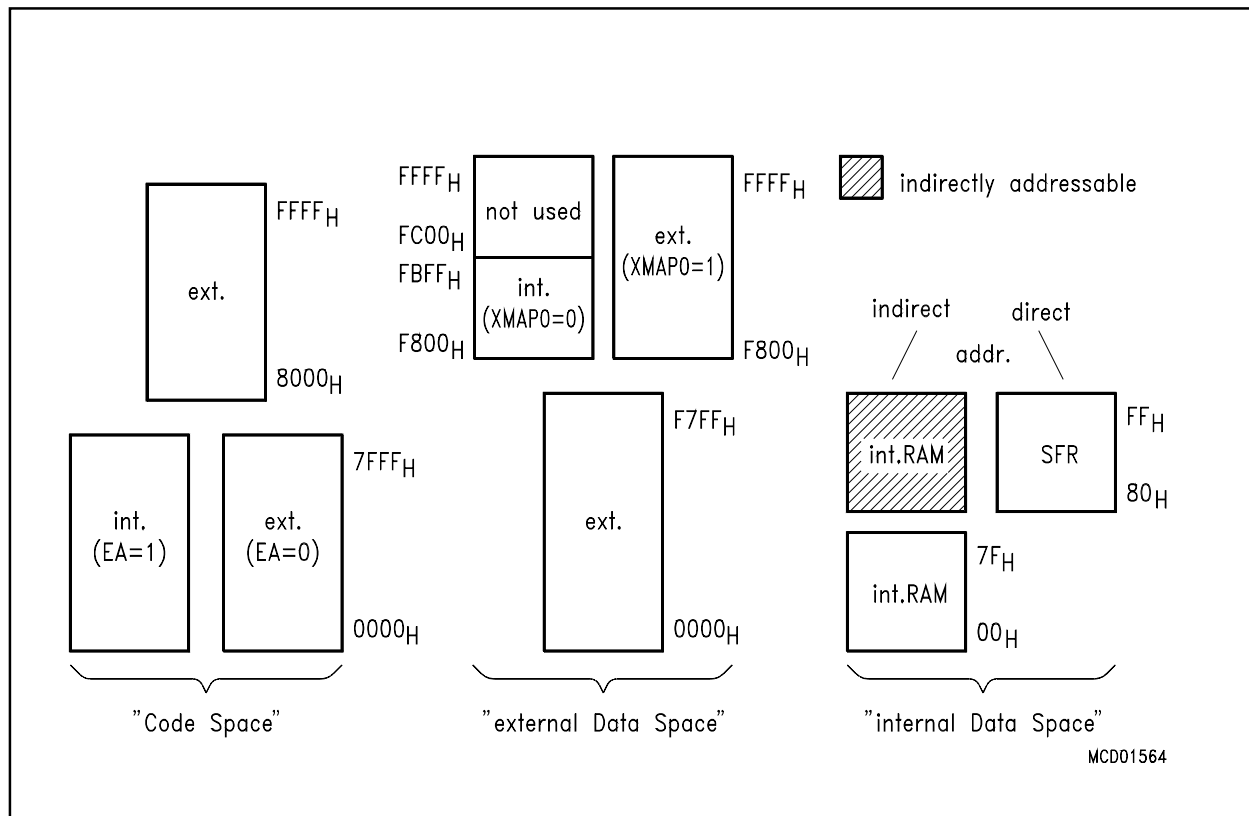 FFFFH
ext.
8000H
int.
(EA=1)
ext.
(EA=0)
7FFFH
0000H
"Code Space"
FFFFH
not used
FC00H
FBFFH
int.
(XMAP0=0)
F800H
ext.
(XMAP0=1)
FFFFH
F800H
F7FFH
ext.
0000H
"external Data Space"
indirectly addressable
indirect
direct
addr.
int.RAM
SFR
FFH
80H
int.RAM
7FH
00H
"internal Data Space"
MCD01564